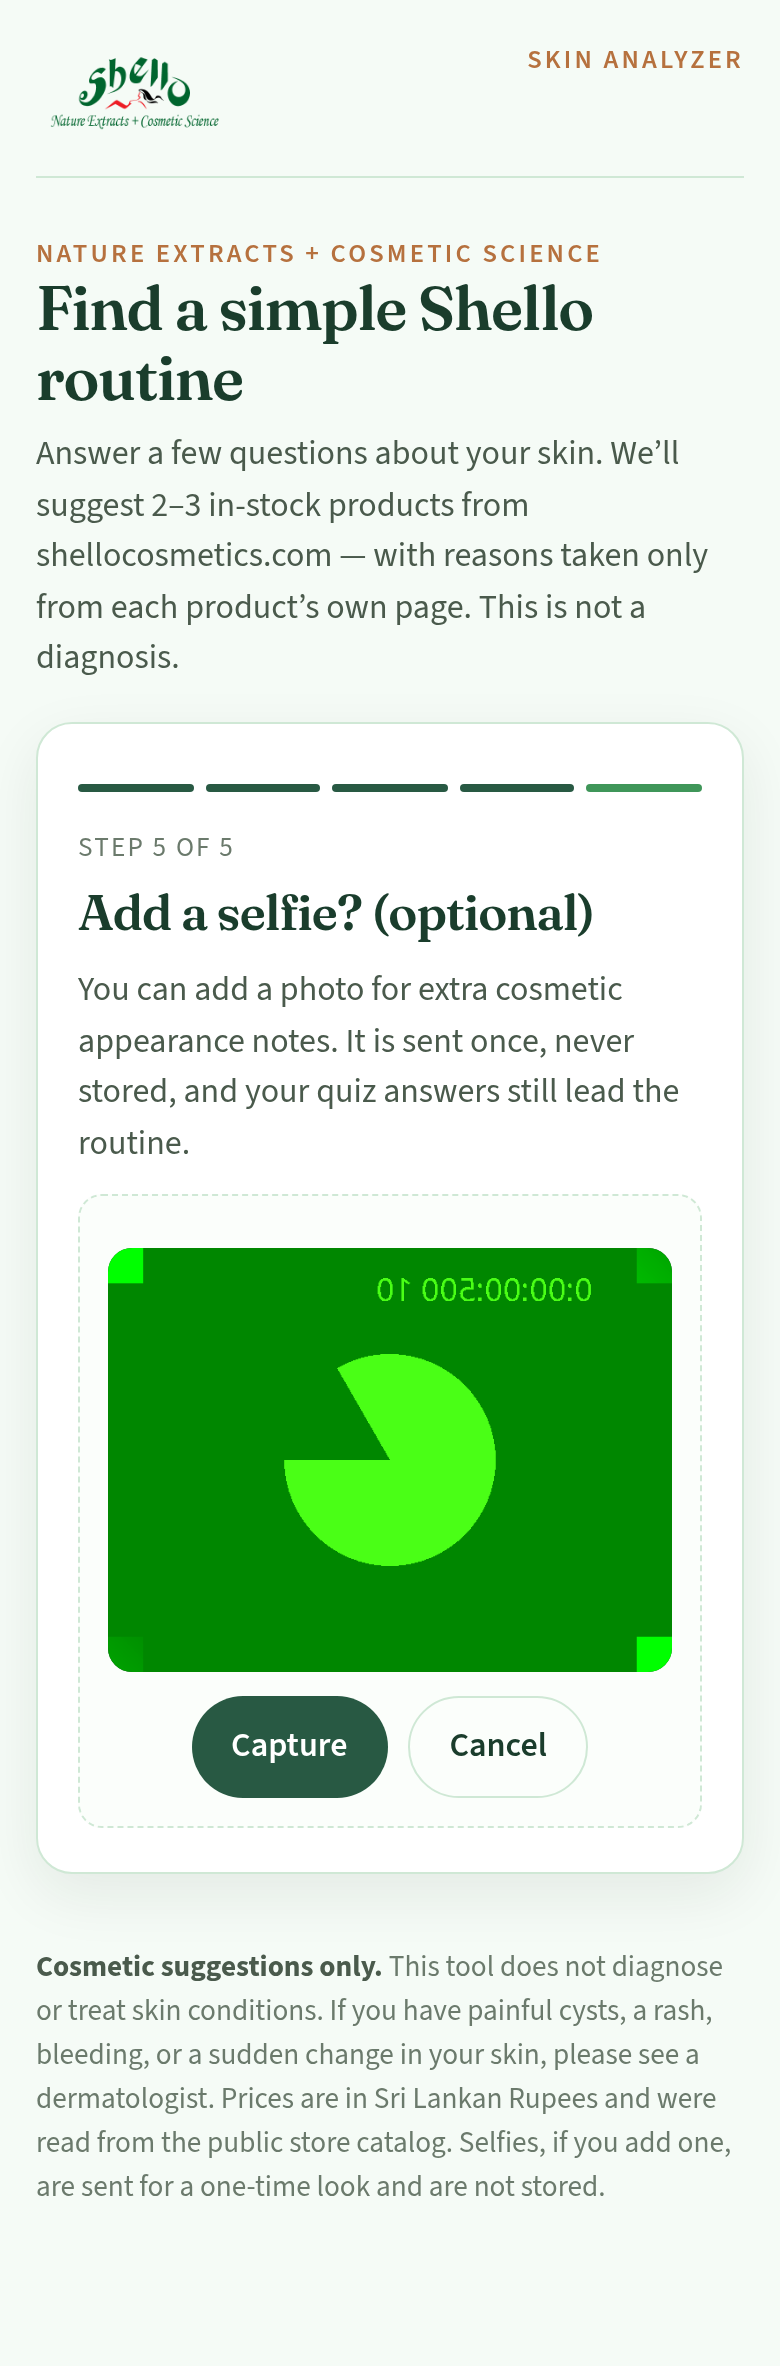 Shello
Nature Extracts + Cosmetic Science
SKIN ANALYZER
NATURE EXTRACTS + COSMETIC SCIENCE
Find a simple Shello
routine
Answer a few questions about your skin. We’ll
suggest 2–3 in-stock products from
shellocosmetics.com — with reasons taken only
from each product’s own page. This is not a
diagnosis.
STEP 5 OF 5
Add a selfie? (optional)
You can add a photo for extra cosmetic
appearance notes. It is sent once, never
stored, and your quiz answers still lead the
routine.
0:00:00:500 10
Capture
Cancel
Cosmetic suggestions only. This tool does not diagnose
or treat skin conditions. If you have painful cysts, a rash,
bleeding, or a sudden change in your skin, please see a
dermatologist. Prices are in Sri Lankan Rupees and were
read from the public store catalog. Selfies, if you add one,
are sent for a one-time look and are not stored.